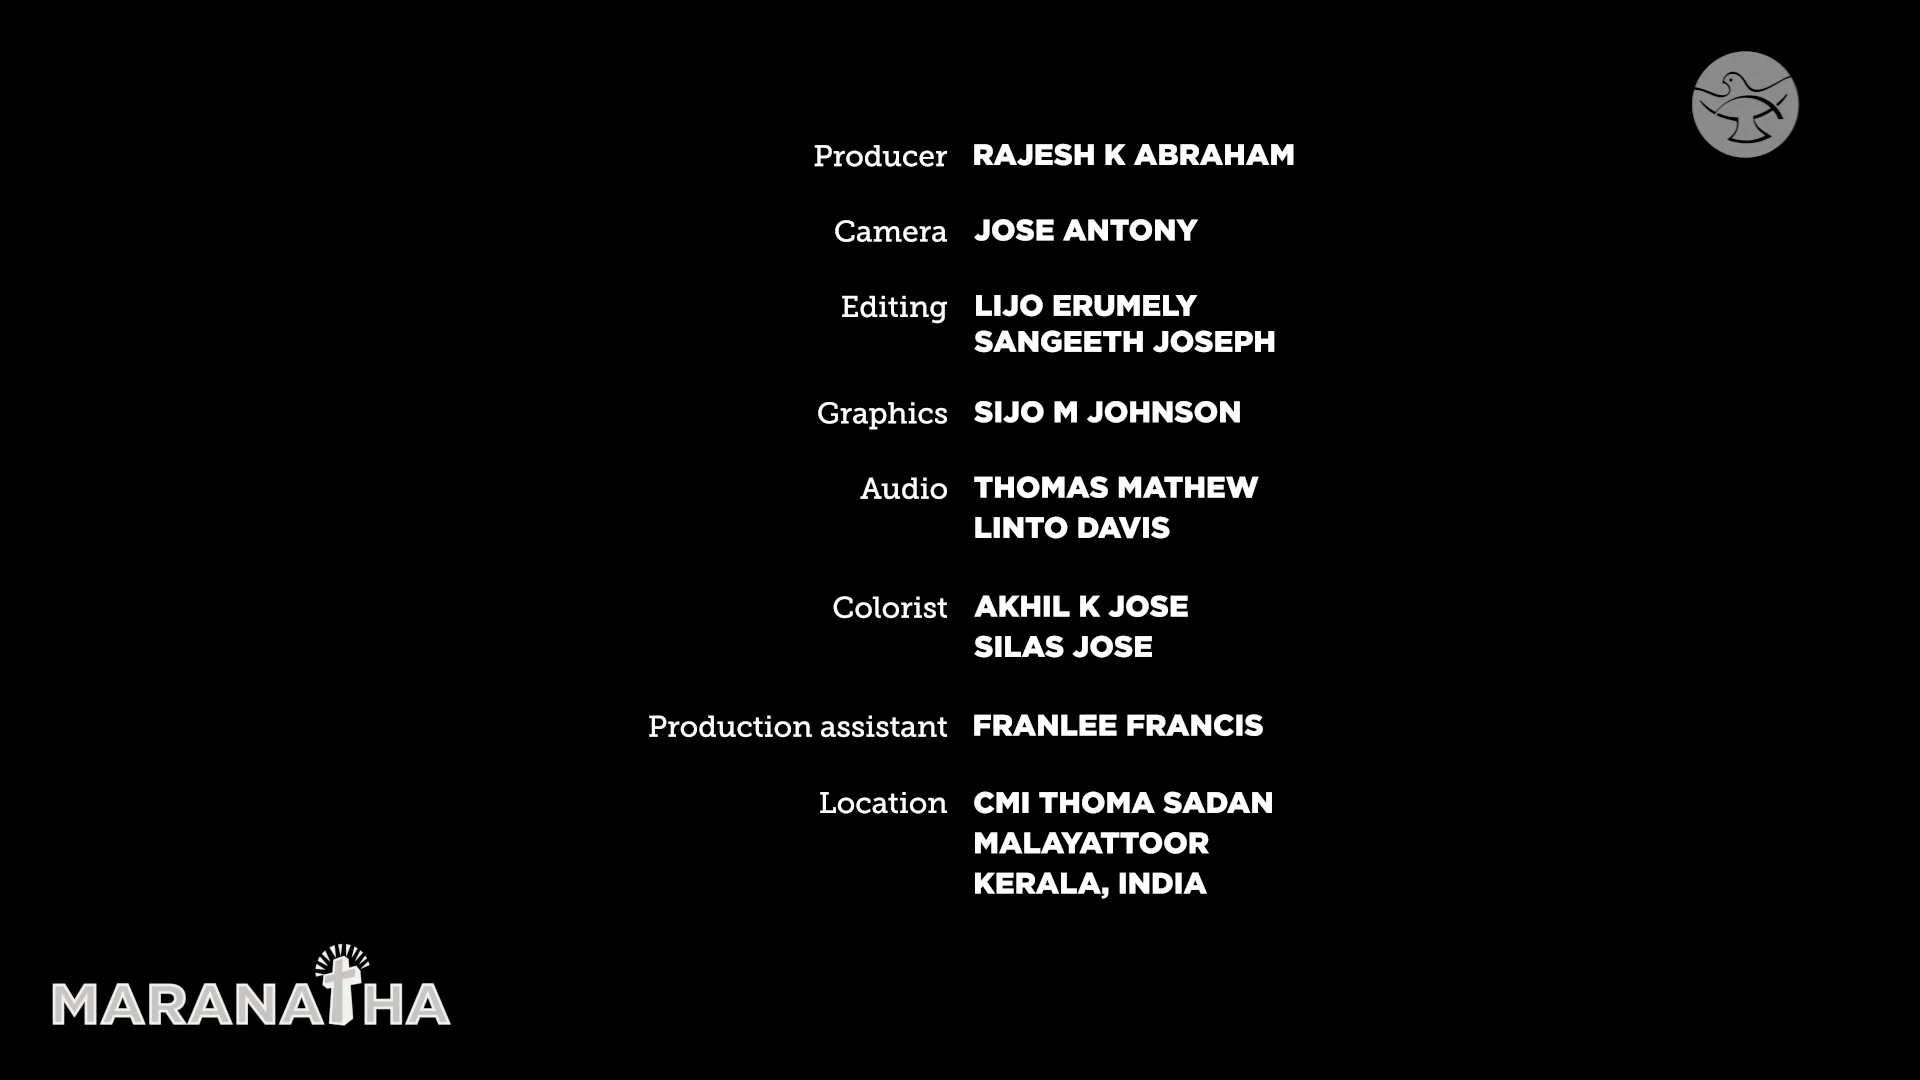 Producer RAJESH K ABRAHAM
Camera JOSE ANTONY
Editing LIJO ERUMELY
SANGEETH JOSEPH
Graphics SIJO M JOHNSON
Audio THOMAS MATHEW
LINTO DAVIS
Colorist AKHIL K JOSE
SILAS JOSE
Production assistant FRANLEE FRANCIS
Location CMI THOMA SADAN
MALAYATTOOR
KERALA, INDIA
MARANATHA